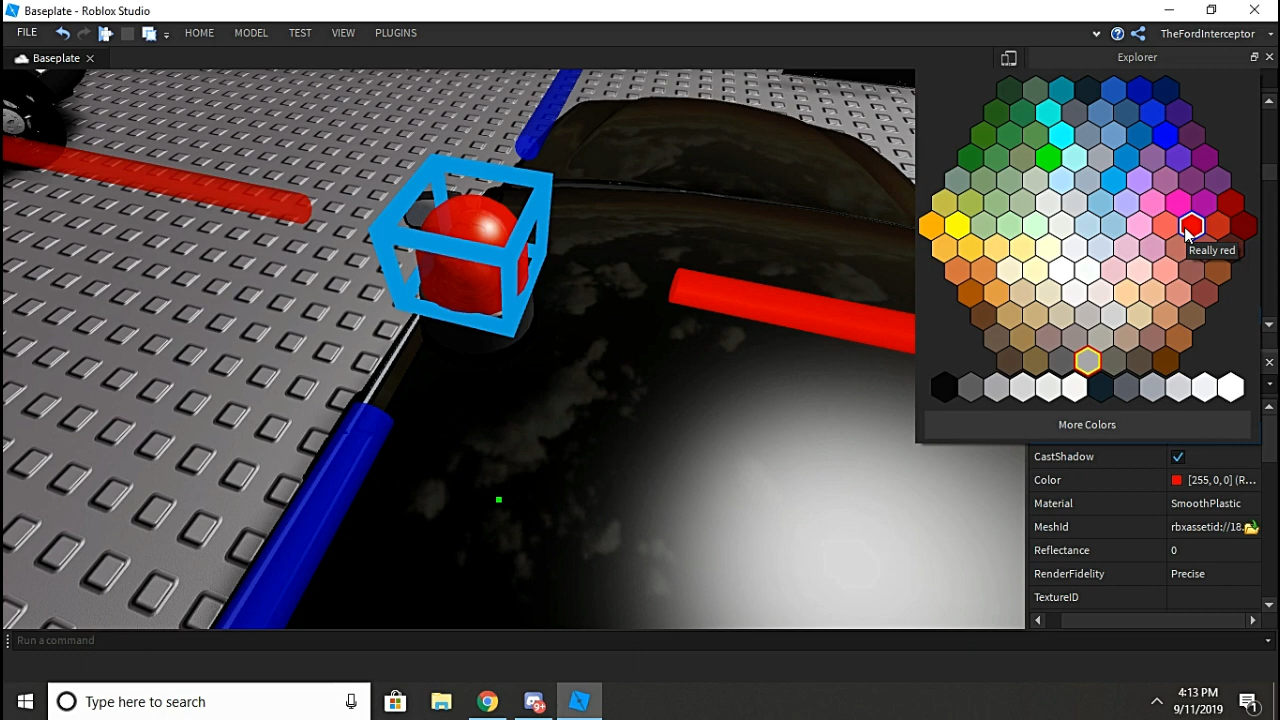 Baseplate - Roblox Studio
FILE
HOME
MODEL
TEST
VIEW
PLUGINS
TheFordInterceptor
Baseplate
Explorer
Really red
More Colors
CastShadow
Color [255, 0, 0] (R...
Material SmoothPlastic
MeshId rbxassetid://18.
Reflectance 0
RenderFidelity Precise
TextureID
Run a command
Type here to search
9+
4:13 PM
9/11/2019
1